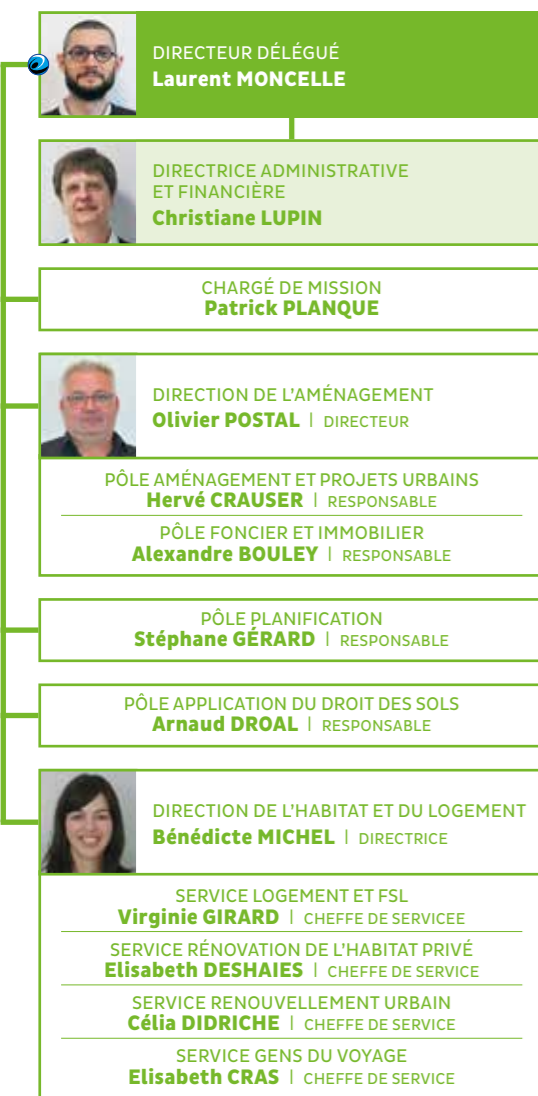 DIRECTEUR DÉLÉGUÉ
Laurent MONCELLE
DIRECTRICE ADMINISTRATIVE
ET FINANCIÈRE
Christiane LUPIN
CHARGÉ DE MISSION
Patrick PLANQUE
DIRECTION DE L'AMÉNAGEMENT
Olivier POSTAL | DIRECTEUR
PÔLE AMÉNAGEMENT ET PROJETS URBAINS
Hervé CRAUSER | RESPONSABLE
PÔLE FONCIER ET IMMOBILIER
Alexandre BOULEY | RESPONSABLE
PÔLE PLANIFICATION
Stéphane GÉRARD | RESPONSABLE
PÔLE APPLICATION DU DROIT DES SOLS
Arnaud DROAL | RESPONSABLE
DIRECTION DE L'HABITAT ET DU LOGEMENT
Bénédicte MICHEL | DIRECTRICE
SERVICE LOGEMENT ET FSL
Virginie GIRARD | CHEFFE DE SERVICEE
SERVICE RÉNOVATION DE L'HABITAT PRIVÉ
Elisabeth DESHAIES | CHEFFE DE SERVICE
SERVICE RENOUVELLEMENT URBAIN
Célia DIDRICHE | CHEFFE DE SERVICE
SERVICE GENS DU VOYAGE
Elisabeth CRAS | CHEFFE DE SERVICE